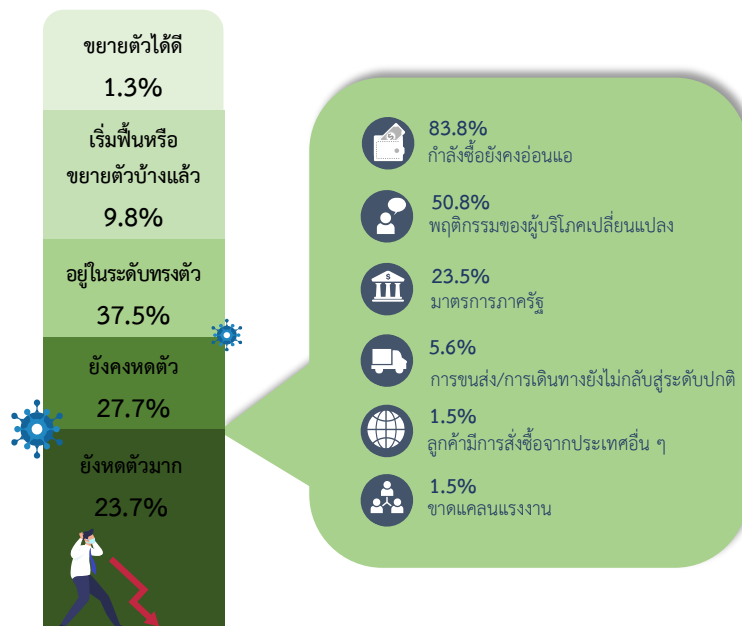 ขยายตัวได้ดี
1.3%
เริ่มฟื้นหรือ
ขยายตัวบ้างแล้ว
9.8%
อยู่ในระดับทรงตัว
37.5%
ยังคงหดตัว
27.7%
ยังหดตัวมาก
23.7%
83.8%
กำลังซื้อยังคงอ่อนแอ
50.8%
พฤติกรรมของผู้บริโภคเปลี่ยนแปลง
23.5%
มาตรการภาครัฐ
5.6%
การขนส่ง/การเดินทางยังไม่กลับสู่ระดับปกติ
1.5%
ลูกค้ามีการสั่งซื้อจากประเทศอื่น ๆ
1.5%
ขาดแคลนแรงงาน